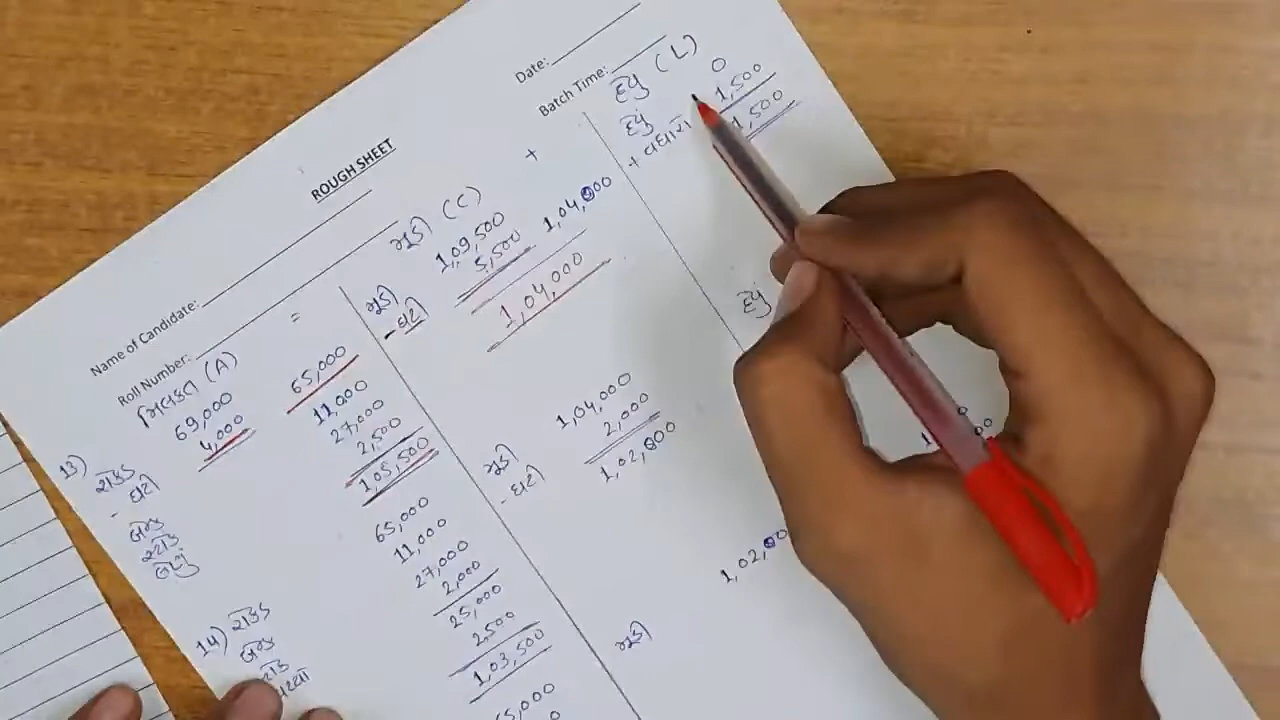 Date:
Batch Time:
ROUGH SHEET
Name of Candidate:
Roll Number:
મિલકત (A) = મૂડી (C) + દેવું (L)
13) રોકડ 69,000
- ઘટી 4,000 65,000
બેન્ક 11,000
સ્ટોક 27,000
લેણું 2,500
1,05,500
મૂડી 1,09,500
- ઘટી 5,500 1,04,000
1,04,000
દેવું 0
+ વધારો 1,500
1,500
14) રોકડ 65,000
બેન્ક 11,000
27,000
2,000
25,000
2,500
1,03,500
મૂડી 1,04,000
- ઘટી 2,000
1,02,000
દેવું
મૂડી 1,02,00